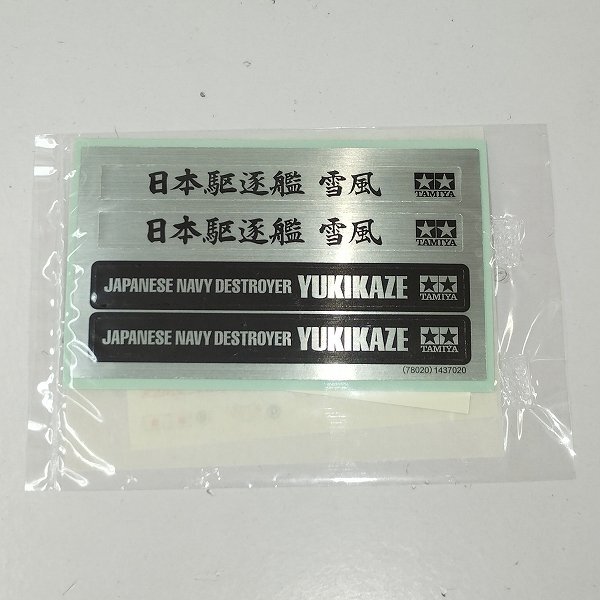 日本駆逐艦 雪風 TAMIYA
日本駆逐艦 雪風 TAMIYA
JAPANESE NAVY DESTROYER YUKIKAZE TAMIYA
JAPANESE NAVY DESTROYER YUKIKAZE TAMIYA
(78020) 1437020